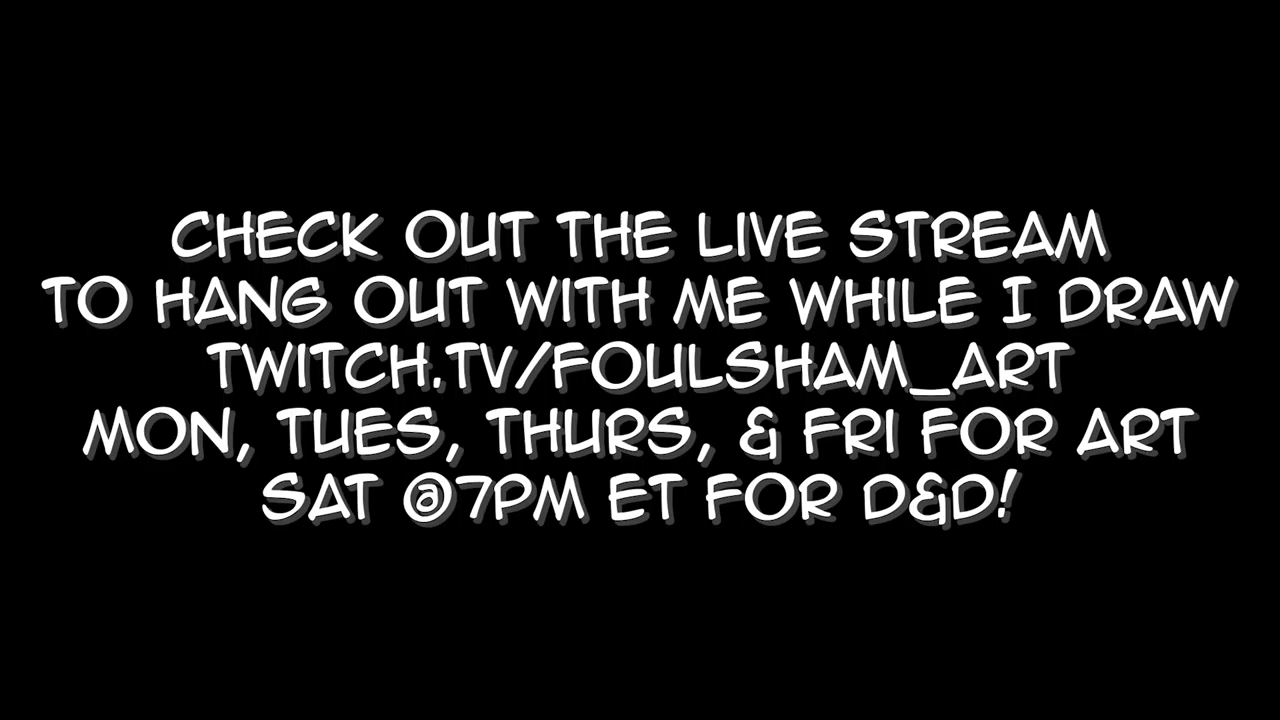 CHECK OUT THE LIVE STREAM
TO HANG OUT WITH ME WHILE I DRAW
TWITCH.TV/FOULSHAM_ART
MON, TUES, THURS, & FRI FOR ART
SAT @7PM ET FOR D&D!